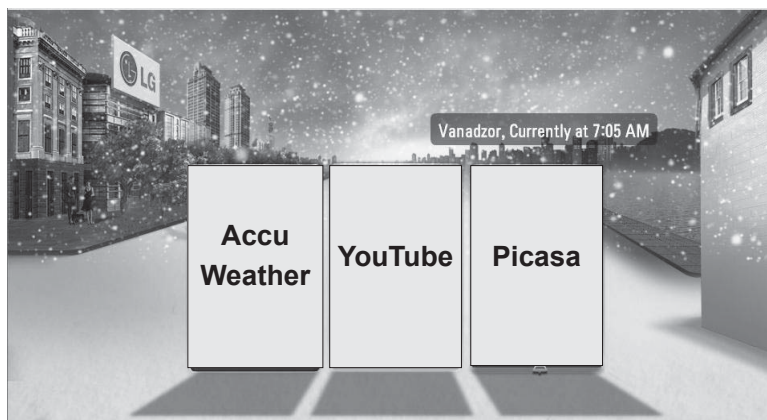 LG
Vanadzor, Currently at 7:05 AM
Accu
Weather
YouTube
Picasa